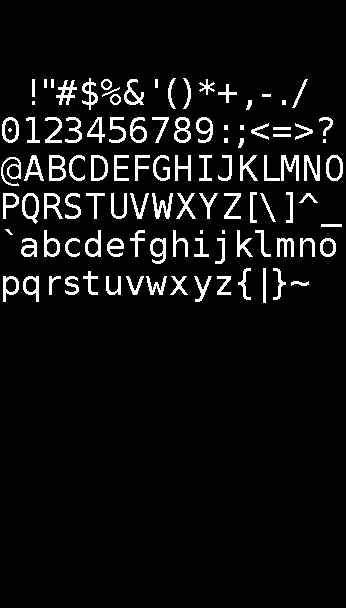 !"#$%&'()*+,-./
0123456789:;<=>?
@ABCDEFGHIJKLMNO
PQRSTUVWXYZ[\]^_
`abcdefghijklmno
pqrstuvwxyz{|}~